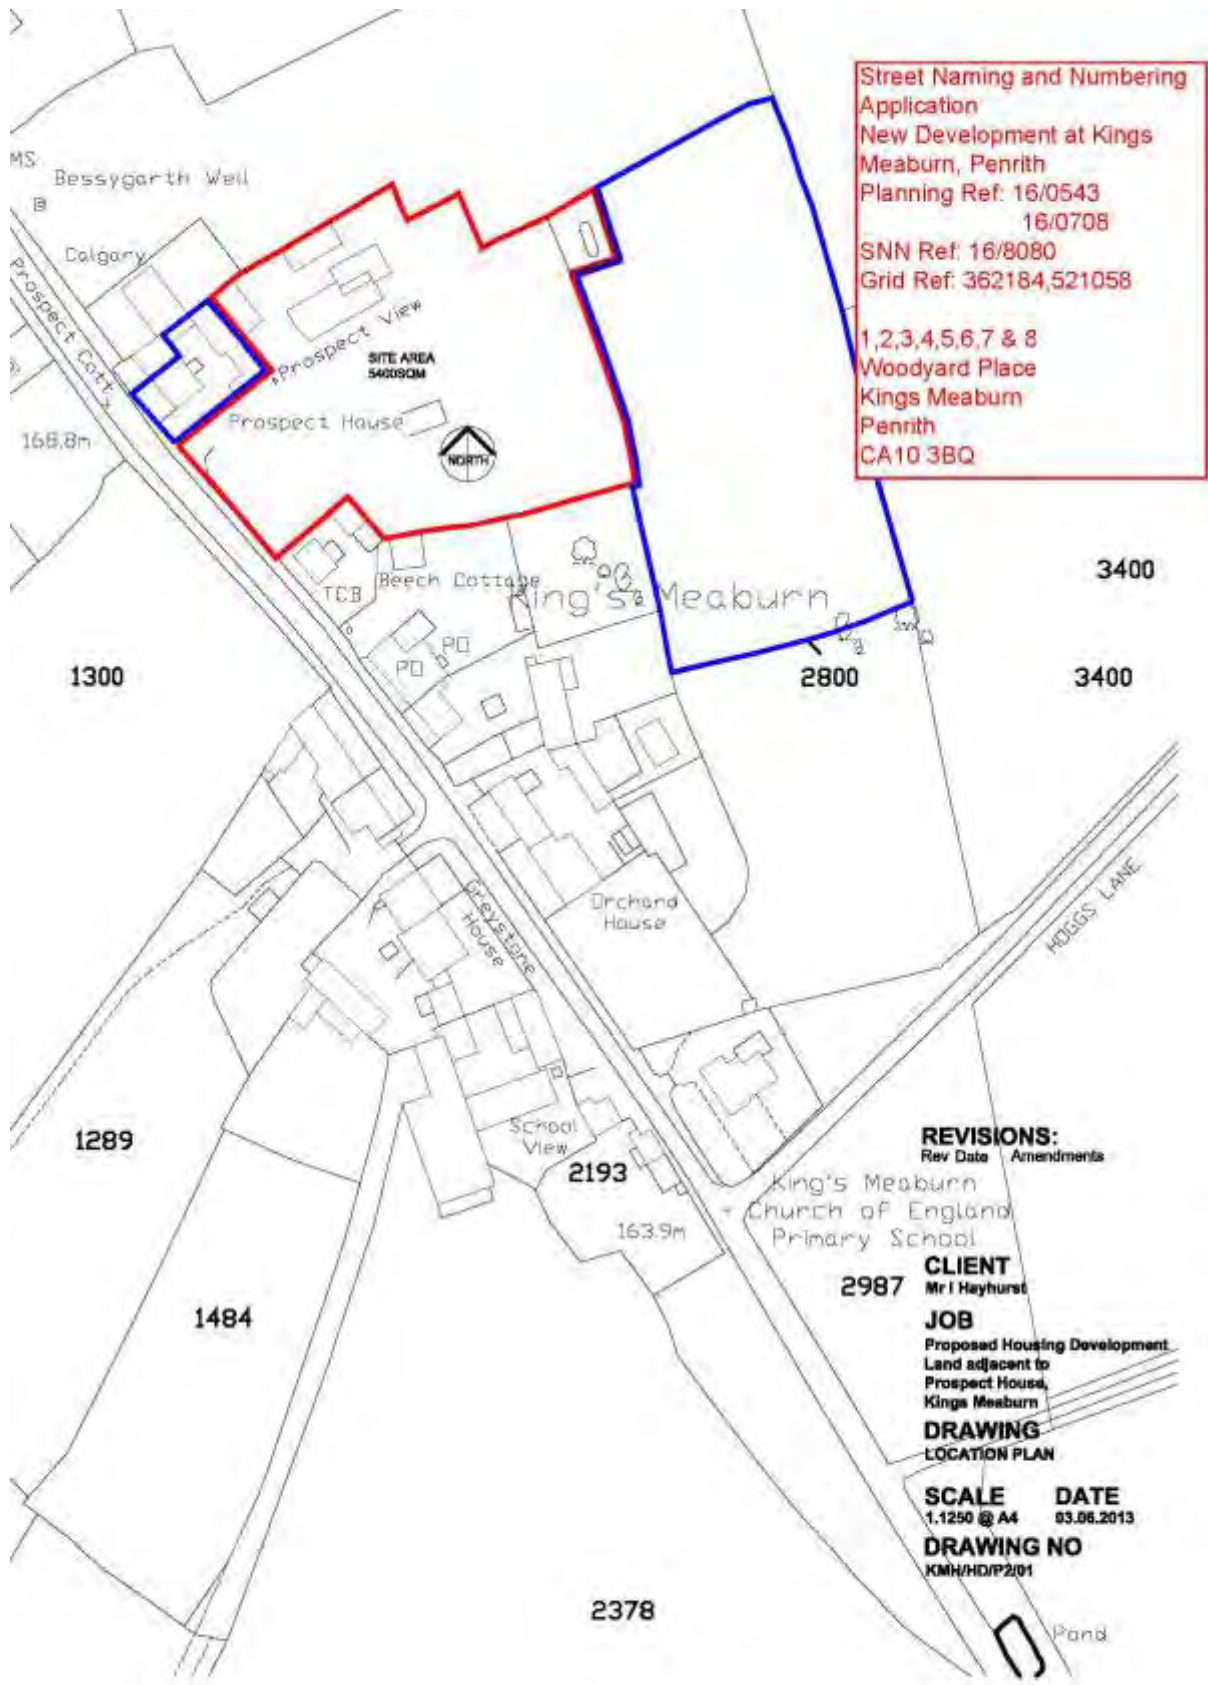 Street Naming and Numbering
Application
New Development at Kings
Meaburn, Penrith
Planning Ref: 16/0543
16/0708
SNN Ref: 16/8080
Grid Ref: 362184,521058
1,2,3,4,5,6,7 & 8
Woodyard Place
Kings Meaburn
Penrith
CA10 3BQ
MS
Bessygarth Well
Calgary
Prospect Cott
Prospect View
SITE AREA
5400SQM
Prospect House
NORTH
168.8m
TCB
Beech Cottage
King's Meaburn
PO
PO
3400
1300
2800
3400
Greystone
House
Orchard
House
HOGGS LANE
1289
School
View
2193
163.9m
REVISIONS:
Rev Date Amendments
King's Meaburn
Church of England
Primary School
2987
CLIENT
Mr I Hayhurst
1484
JOB
Proposed Housing Development
Land adjacent to
Prospect House,
Kings Meaburn
DRAWING
LOCATION PLAN
SCALE DATE
1.1250 @ A4 03.06.2013
DRAWING NO
KMH/HD/P2/01
2378
Pond